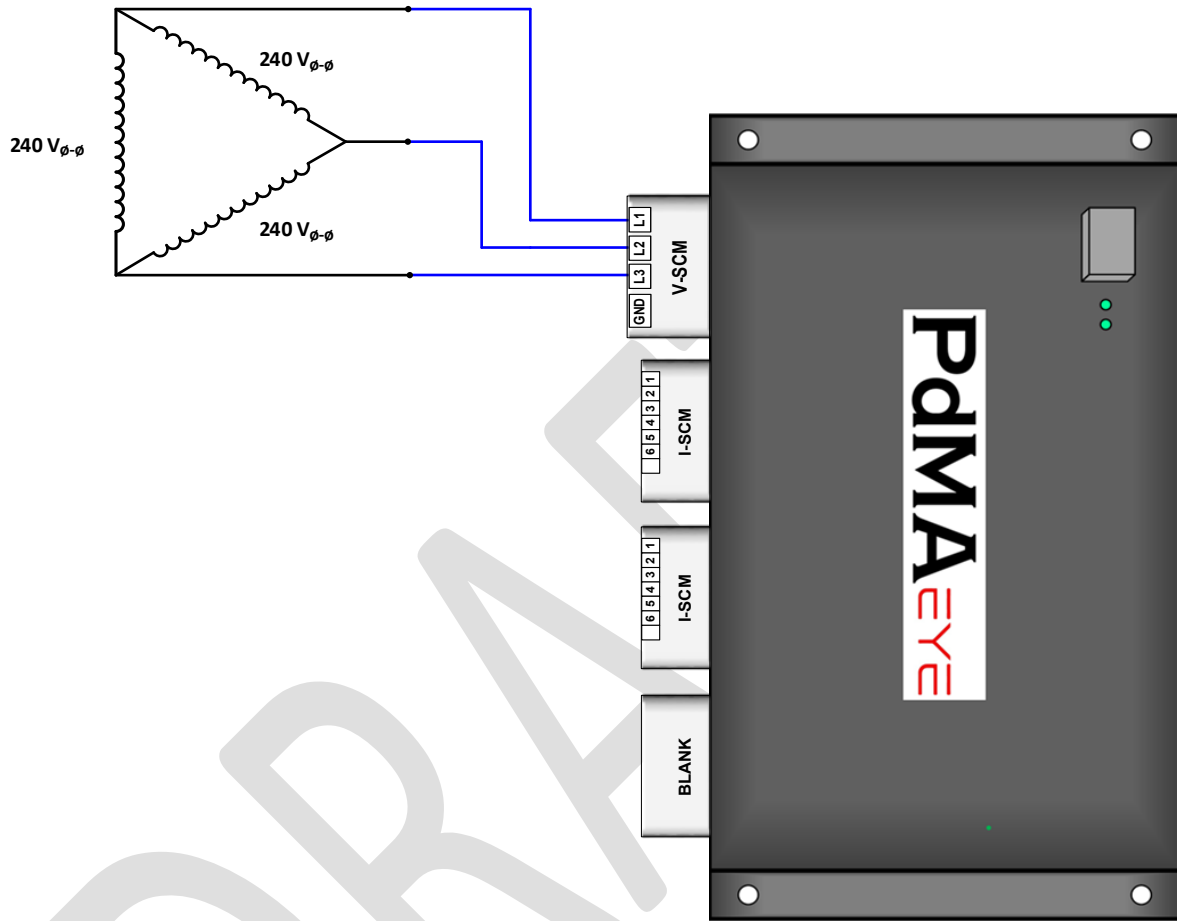 240 Vø-ø
240 Vø-ø
240 Vø-ø
L1
L2
L3
GND
V-SCM
1
2
3
4
5
6
I-SCM
1
2
3
4
5
6
I-SCM
BLANK
PdMA EYE
DRAFT